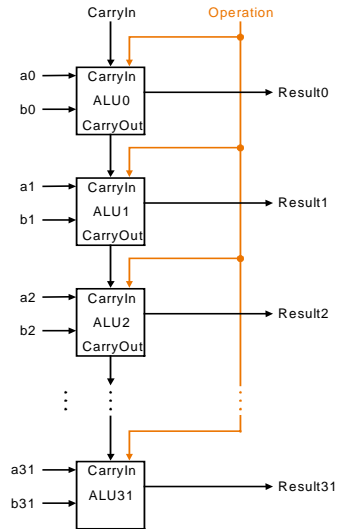 CarryIn Operation
a0 CarryIn
ALU0 Result0
b0
CarryOut
a1 CarryIn
ALU1 Result1
b1
CarryOut
a2 CarryIn
ALU2 Result2
b2
CarryOut
a31 CarryIn
ALU31 Result31
b31